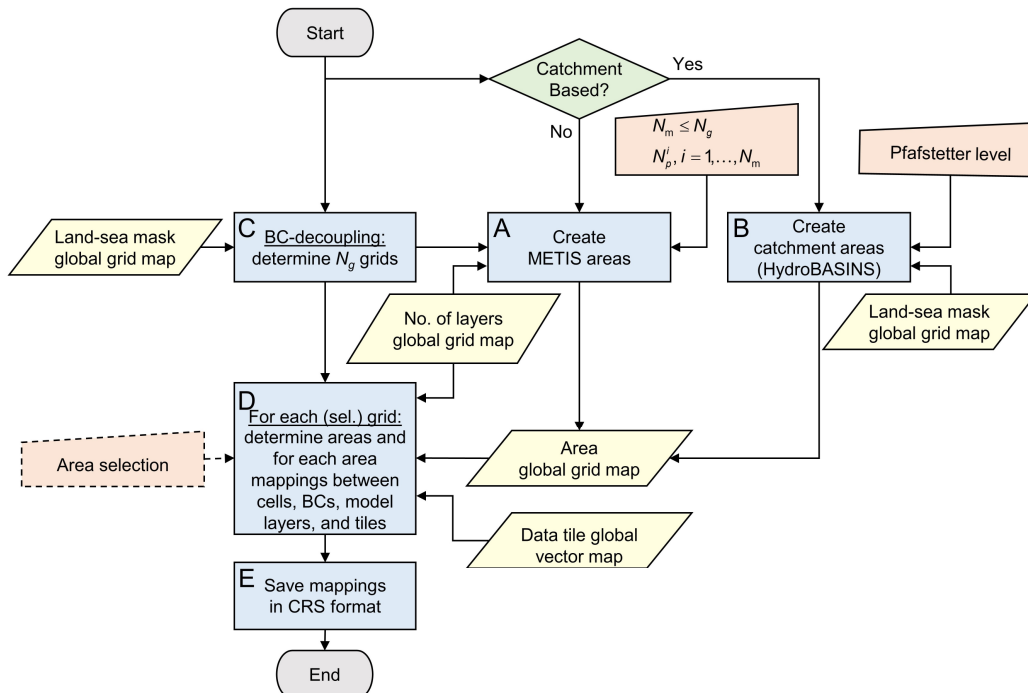 Start
Catchment
Based?
Yes
No
N_m ≤ N_g
N_p^i, i = 1,…,N_m
Pfafstetter level
Land-sea mask
global grid map
C
BC-decoupling:
determine N_g grids
A
Create
METIS areas
B
Create
catchment areas
(HydroBASINS)
No. of layers
global grid map
Land-sea mask
global grid map
D
For each (sel.) grid:
determine areas and
for each area
mappings between
cells, BCs, model
layers, and tiles
Area selection
Area
global grid map
Data tile global
vector map
E
Save mappings
in CRS format
End